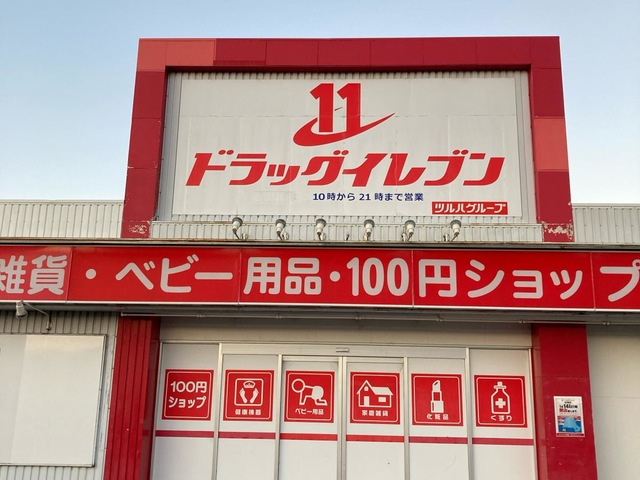 11
ドラッグイレブン
10時から21時まで営業
ツルハグループ
雑貨・ベビー用品・100円ショップ
100円
ショップ
健康機器
ベビー用品
家庭雑貨
化粧品
くすり